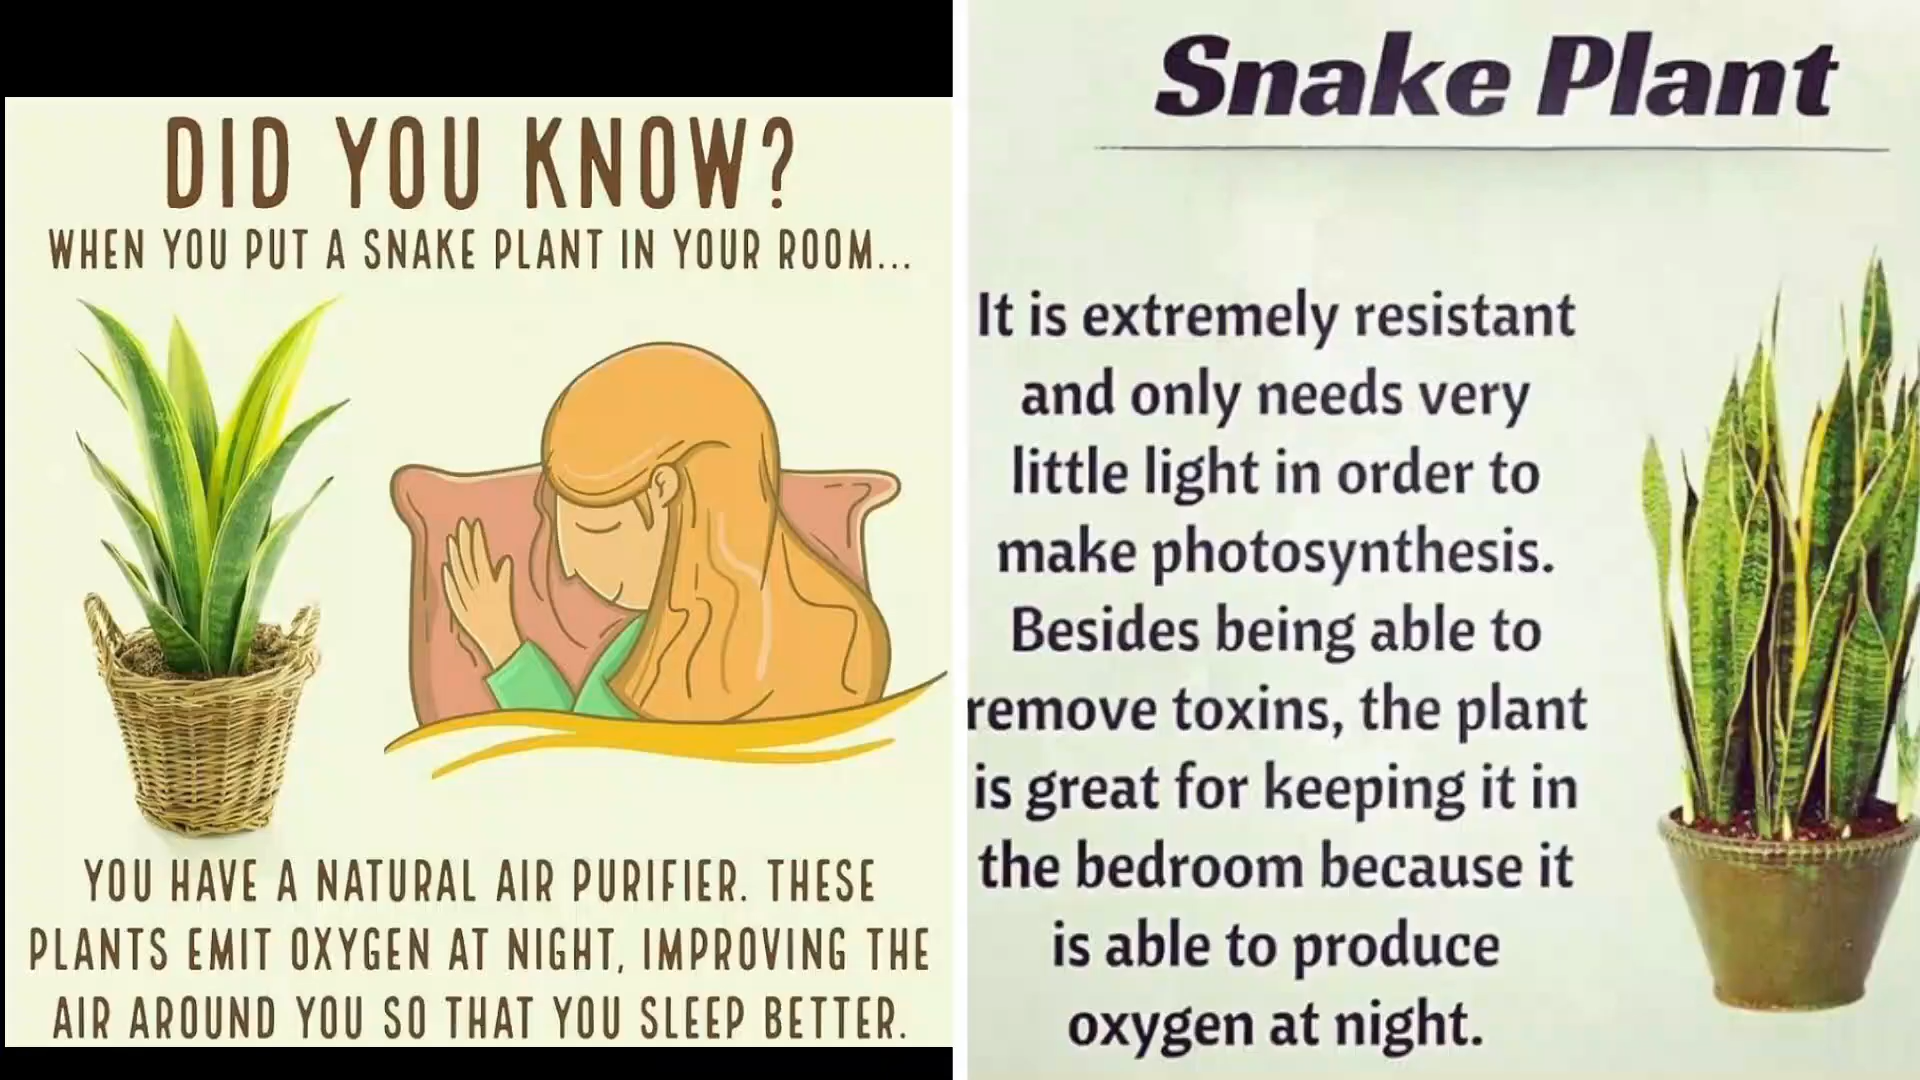 DID YOU KNOW?
WHEN YOU PUT A SNAKE PLANT IN YOUR ROOM...
YOU HAVE A NATURAL AIR PURIFIER. THESE
PLANTS EMIT OXYGEN AT NIGHT, IMPROVING THE
AIR AROUND YOU SO THAT YOU SLEEP BETTER.
Snake Plant
It is extremely resistant
and only needs very
little light in order to
make photosynthesis.
Besides being able to
remove toxins, the plant
is great for keeping it in
the bedroom because it
is able to produce
oxygen at night.